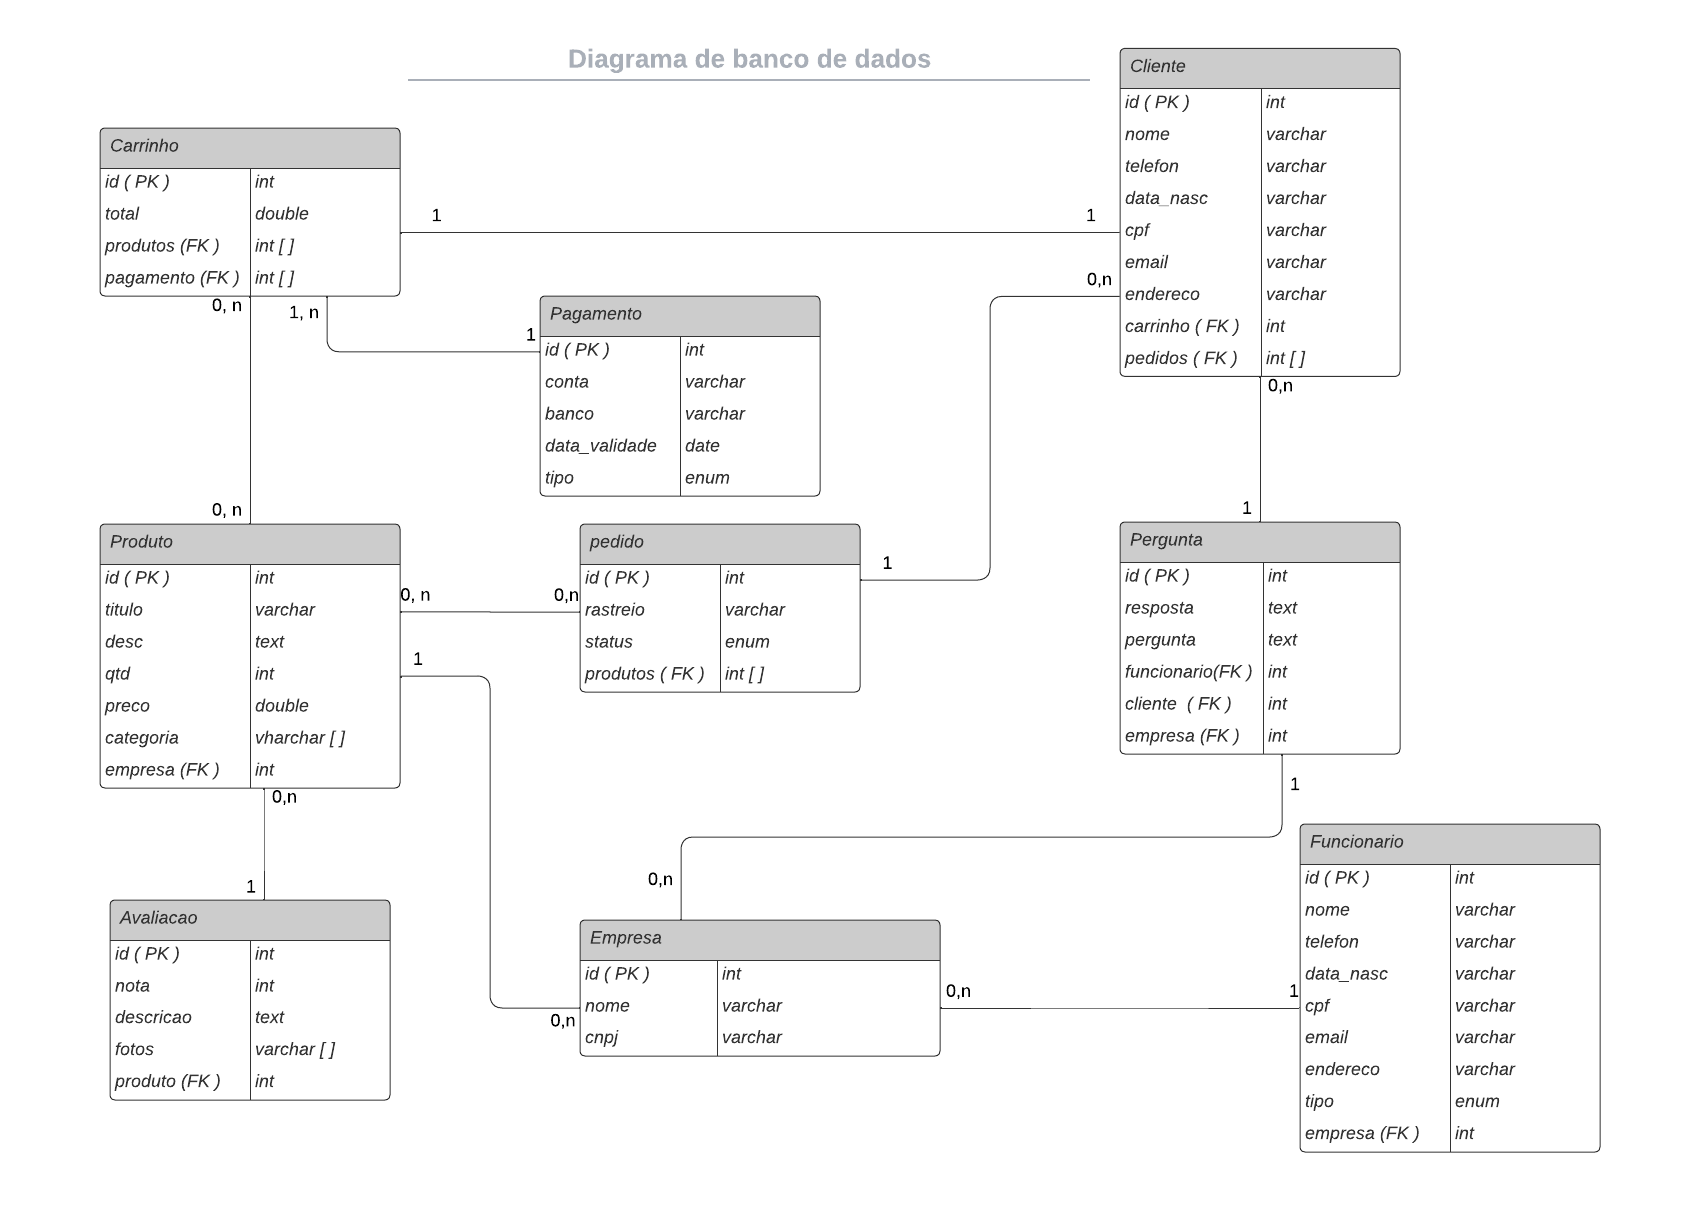 Diagrama de banco de dados
Cliente
id ( PK ) int
nome varchar
telefon varchar
data_nasc varchar
cpf varchar
email varchar
endereco varchar
carrinho ( FK ) int
pedidos ( FK ) int [ ]
Carrinho
id ( PK ) int
total double
produtos (FK ) int [ ]
pagamento (FK ) int [ ]
1
1
0,n
0, n
1, n
1
0,n
Pagamento
id ( PK ) int
conta varchar
banco varchar
data_validade date
tipo enum
0, n
1
Produto
id ( PK ) int
titulo varchar
desc text
qtd int
preco double
categoria vharchar [ ]
empresa (FK ) int
0, n
0,n
1
1
pedido
id ( PK ) int
rastreio varchar
status enum
produtos ( FK ) int [ ]
Pergunta
id ( PK ) int
resposta text
pergunta text
funcionario(FK ) int
cliente ( FK ) int
empresa (FK ) int
0,n
1
1
0,n
Avaliacao
id ( PK ) int
nota int
descricao text
fotos varchar [ ]
produto (FK ) int
Empresa
id ( PK ) int
nome varchar
cnpj varchar
0,n
0,n
1
Funcionario
id ( PK ) int
nome varchar
telefon varchar
data_nasc varchar
cpf varchar
email varchar
endereco varchar
tipo enum
empresa (FK ) int